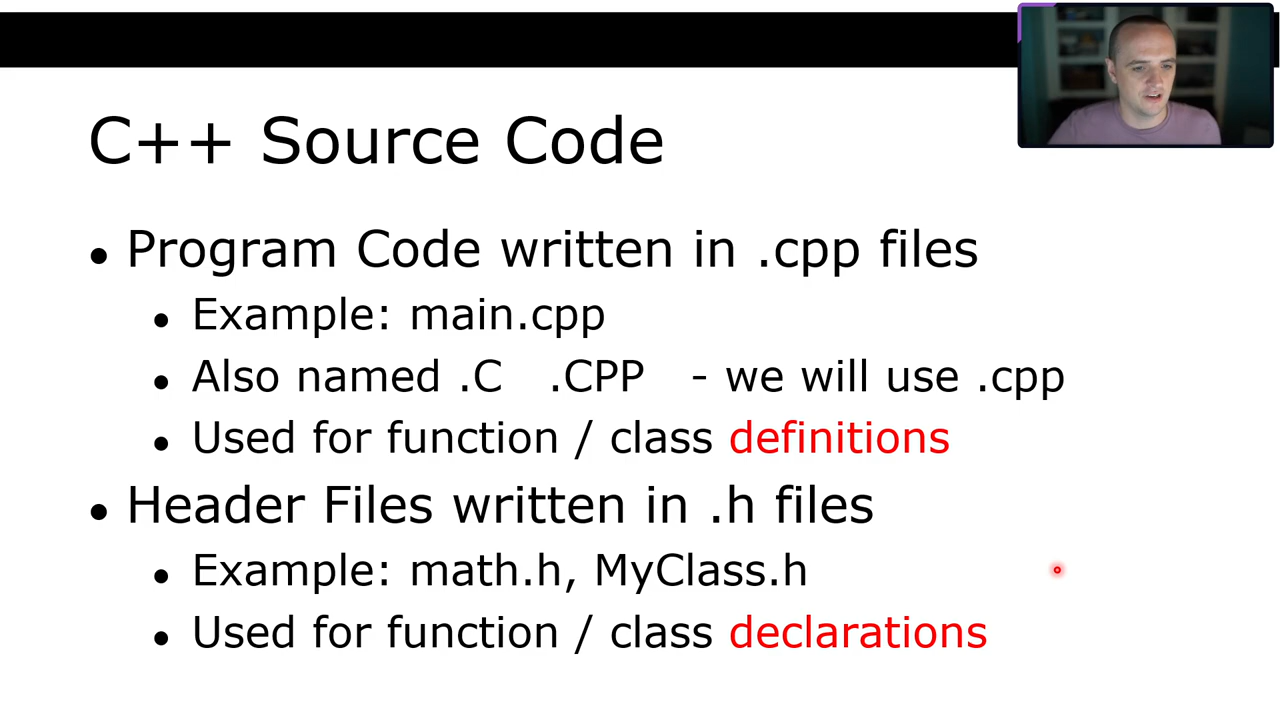 C++ Source Code
● Program Code written in .cpp files
● Example: main.cpp
● Also named .C .CPP - we will use .cpp
● Used for function / class definitions
● Header Files written in .h files
● Example: math.h, MyClass.h
● Used for function / class declarations